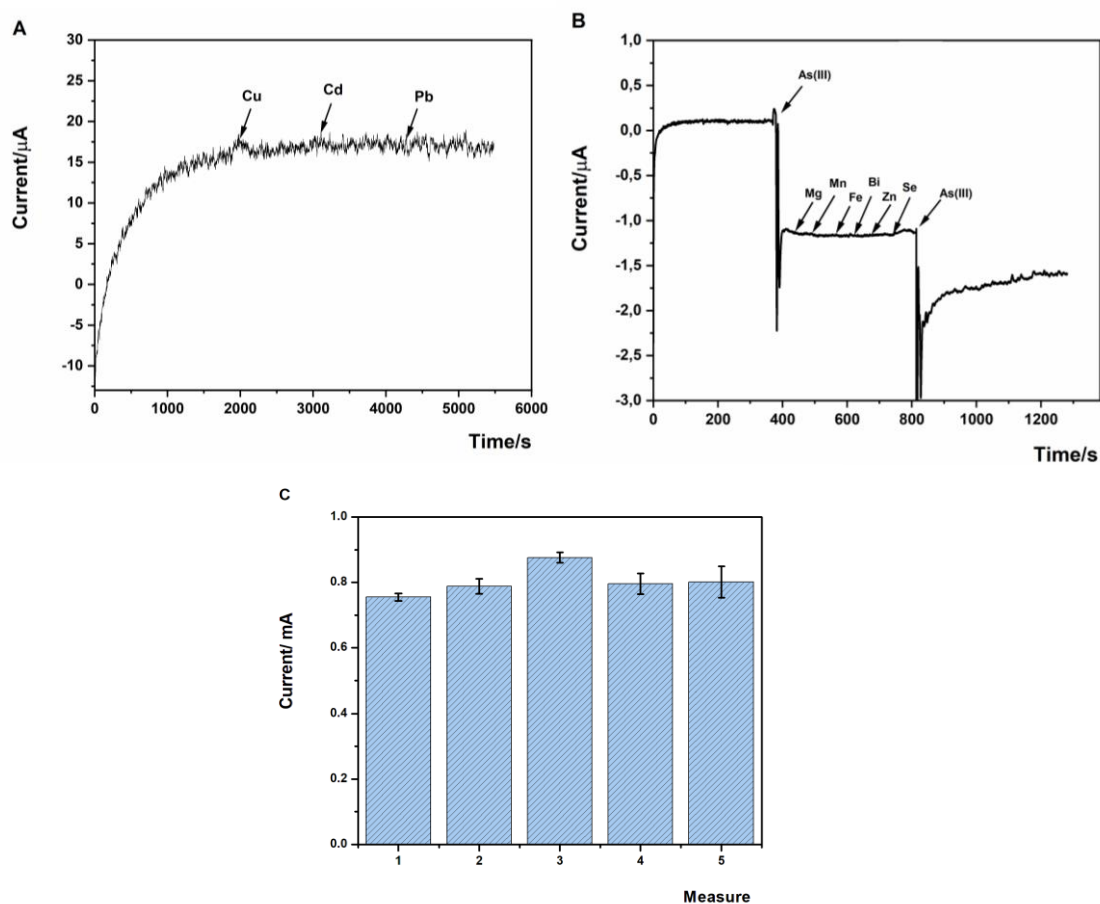 A
30
25
20
15
10
5
0
-5
-10
Current/μA
Cu
Cd
Pb
0 1000 2000 3000 4000 5000 6000
Time/s
B
1,0
0,5
0,0
-0,5
-1,0
-1,5
-2,0
-2,5
-3,0
Current/μA
As(III)
Mg Mn Fe Bi Zn Se As(III)
0 200 400 600 800 1000 1200
Time/s
C
1.0
0.8
0.6
0.4
0.2
0.0
Current/ mA
1 2 3 4 5
Measure